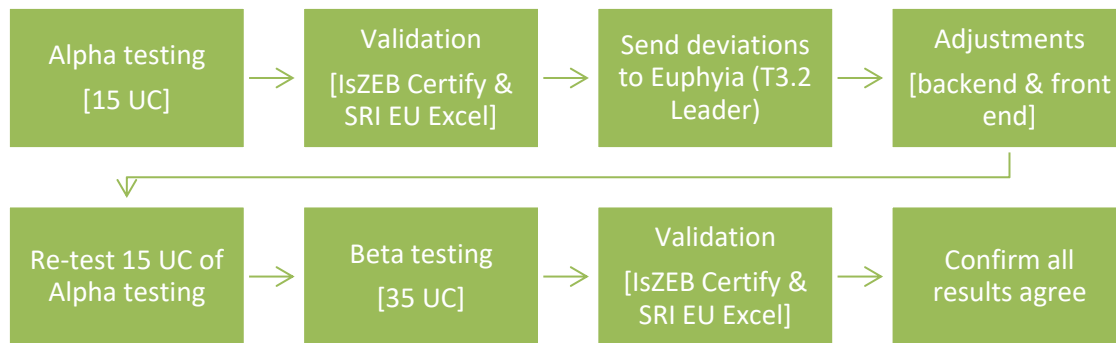 Alpha testing
[15 UC]
Validation
[IsZEB Certify &
SRI EU Excel]
Send deviations
to Euphyia (T3.2
Leader)
Adjustments
[backend & front
end]
Re-test 15 UC of
Alpha testing
Beta testing
[35 UC]
Validation
[IsZEB Certify &
SRI EU Excel]
Confirm all
results agree